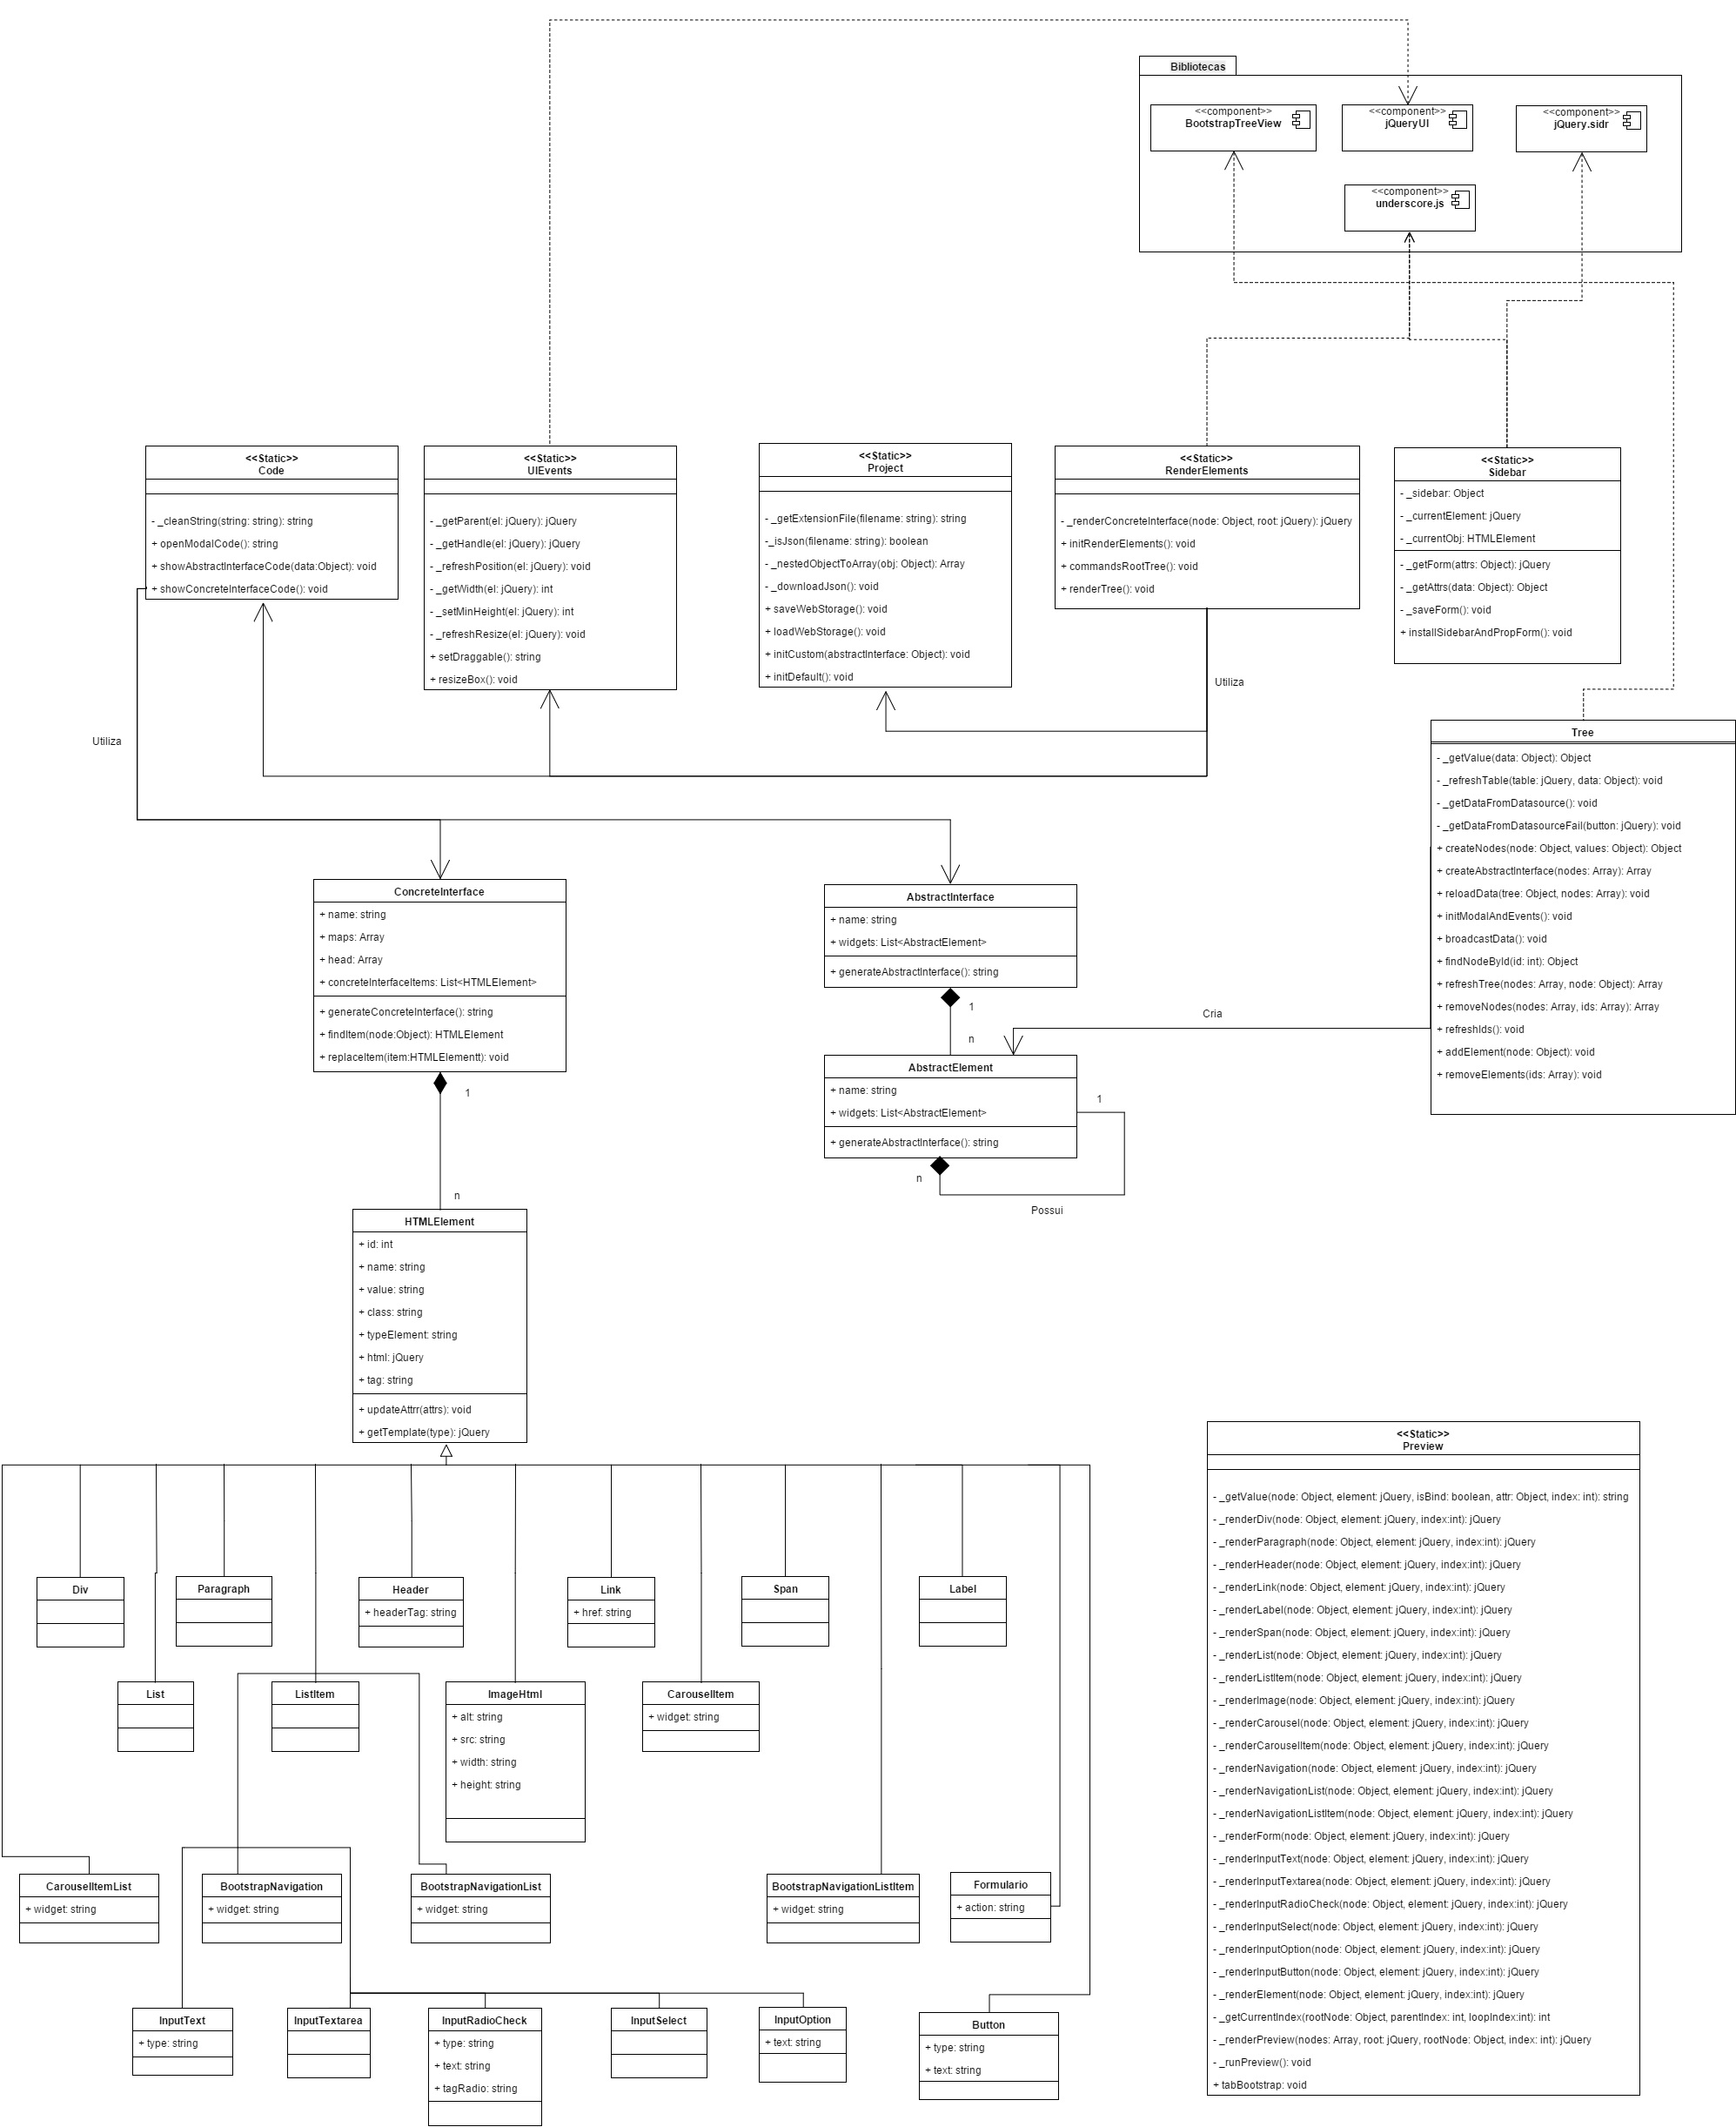 Bibliotecas
<<component>>
BootstrapTreeView
<<component>>
jQueryUI
<<component>>
jQuery.sidr
<<component>>
underscore.js
<<Static>>
Code
- _cleanString(string: string): string
+ openModalCode(): string
+ showAbstractInterfaceCode(data:Object): void
+ showConcreteInterfaceCode(): void
<<Static>>
UIEvents
- _getParent(el: jQuery): jQuery
- _getHandle(el: jQuery): jQuery
- _refreshPosition(el: jQuery): void
- _getWidth(el: jQuery): int
- _setMinHeight(el: jQuery): int
- _refreshResize(el: jQuery): void
+ setDraggable(): string
+ resizeBox(): void
<<Static>>
Project
- _getExtensionFile(filename: string): string
-_isJson(filename: string): boolean
- _nestedObjectToArray(obj: Object): Array
- _downloadJson(): void
+ saveWebStorage(): void
+ loadWebStorage(): void
+ initCustom(abstractInterface: Object): void
+ initDefault(): void
<<Static>>
RenderElements
- _renderConcreteInterface(node: Object, root: jQuery): jQuery
+ initRenderElements(): void
+ commandsRootTree(): void
+ renderTree(): void
<<Static>>
Sidebar
- _sidebar: Object
- _currentElement: jQuery
- _currentObj: HTMLElement
- _getForm(attrs: Object): jQuery
- _getAttrs(data: Object): Object
- _saveForm(): void
+ installSidebarAndPropForm(): void
Utiliza
Utiliza
Tree
- _getValue(data: Object): Object
- _refreshTable(table: jQuery, data: Object): void
- _getDataFromDatasource(): void
- _getDataFromDatasourceFail(button: jQuery): void
+ createNodes(node: Object, values: Object): Object
+ createAbstractInterface(nodes: Array): Array
+ reloadData(tree: Object, nodes: Array): void
+ initModalAndEvents(): void
+ broadcastData(): void
+ findNodeById(id: int): Object
+ refreshTree(nodes: Array, node: Object): Array
+ removeNodes(nodes: Array, ids: Array): Array
+ refreshIds(): void
+ addElement(node: Object): void
+ removeElements(ids: Array): void
ConcreteInterface
+ name: string
+ maps: Array
+ head: Array
+ concreteInterfaceItems: List<HTMLElement>
+ generateConcreteInterface(): string
+ findItem(node:Object): HTMLElement
+ replaceItem(item:HTMLElementt): void
1
n
AbstractInterface
+ name: string
+ widgets: List<AbstractElement>
+ generateAbstractInterface(): string
1
n
Cria
AbstractElement
+ name: string
+ widgets: List<AbstractElement>
+ generateAbstractInterface(): string
1
n
Possui
HTMLElement
+ id: int
+ name: string
+ value: string
+ class: string
+ typeElement: string
+ html: jQuery
+ tag: string
+ updateAttrr(attrs): void
+ getTemplate(type): jQuery
Div
Paragraph
Header
+ headerTag: string
Link
+ href: string
Span
Label
List
ListItem
ImageHtml
+ alt: string
+ src: string
+ width: string
+ height: string
CarouselItem
+ widget: string
CarouselItemList
+ widget: string
BootstrapNavigation
+ widget: string
BootstrapNavigationList
+ widget: string
BootstrapNavigationListItem
+ widget: string
Formulario
+ action: string
InputText
+ type: string
InputTextarea
InputRadioCheck
+ type: string
+ text: string
+ tagRadio: string
InputSelect
InputOption
+ text: string
Button
+ type: string
+ text: string
<<Static>>
Preview
- _getValue(node: Object, element: jQuery, isBind: boolean, attr: Object, index: int): string
- _renderDiv(node: Object, element: jQuery, index:int): jQuery
- _renderParagraph(node: Object, element: jQuery, index:int): jQuery
- _renderHeader(node: Object, element: jQuery, index:int): jQuery
- _renderLink(node: Object, element: jQuery, index:int): jQuery
- _renderLabel(node: Object, element: jQuery, index:int): jQuery
- _renderSpan(node: Object, element: jQuery, index:int): jQuery
- _renderList(node: Object, element: jQuery, index:int): jQuery
- _renderListItem(node: Object, element: jQuery, index:int): jQuery
- _renderImage(node: Object, element: jQuery, index:int): jQuery
- _renderCarousel(node: Object, element: jQuery, index:int): jQuery
- _renderCarouselItem(node: Object, element: jQuery, index:int): jQuery
- _renderNavigation(node: Object, element: jQuery, index:int): jQuery
- _renderNavigationList(node: Object, element: jQuery, index:int): jQuery
- _renderNavigationListItem(node: Object, element: jQuery, index:int): jQuery
- _renderForm(node: Object, element: jQuery, index:int): jQuery
- _renderInputText(node: Object, element: jQuery, index:int): jQuery
- _renderInputTextarea(node: Object, element: jQuery, index:int): jQuery
- _renderInputRadioCheck(node: Object, element: jQuery, index:int): jQuery
- _renderInputSelect(node: Object, element: jQuery, index:int): jQuery
- _renderInputOption(node: Object, element: jQuery, index:int): jQuery
- _renderInputButton(node: Object, element: jQuery, index:int): jQuery
- _renderElement(node: Object, element: jQuery, index:int): jQuery
- _getCurrentIndex(rootNode: Object, parentIndex: int, loopIndex:int): int
- _renderPreview(nodes: Array, root: jQuery, rootNode: Object, index: int): jQuery
- _runPreview(): void
+ tabBootstrap: void